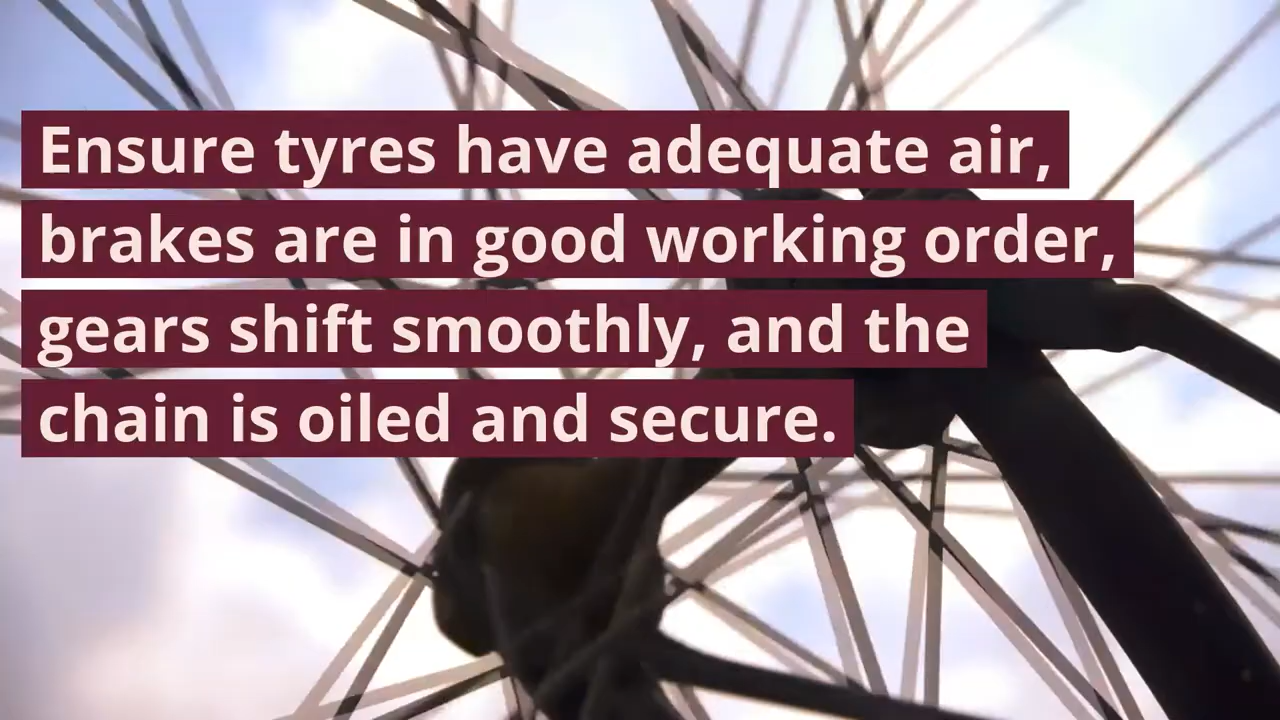 Ensure tyres have adequate air,
brakes are in good working order,
gears shift smoothly, and the
chain is oiled and secure.